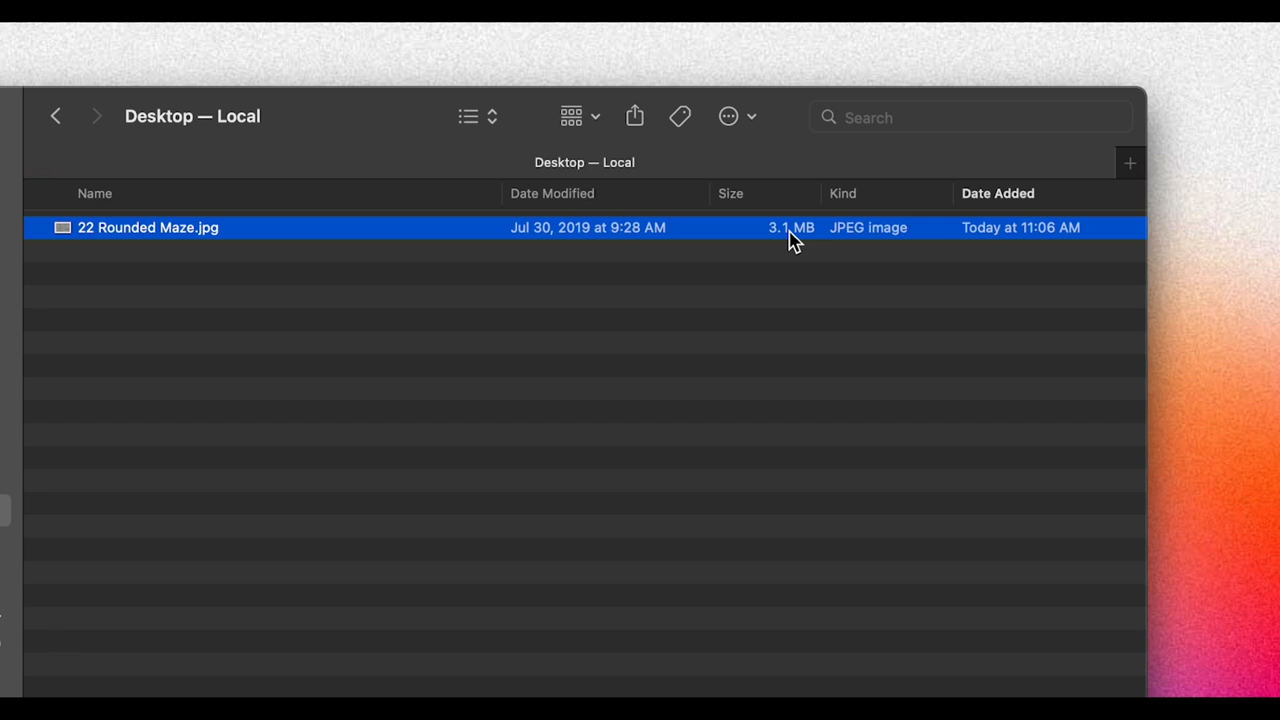 Desktop — Local
Search
Desktop — Local
Name Date Modified Size Kind Date Added
22 Rounded Maze.jpg Jul 30, 2019 at 9:28 AM 3.1 MB JPEG image Today at 11:06 AM